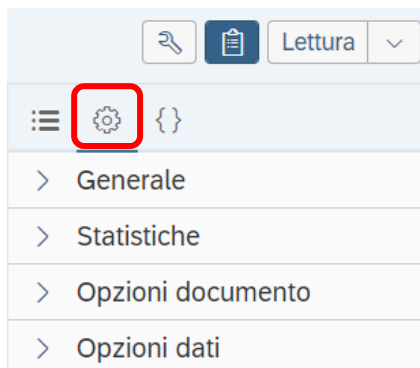 Lettura
{ }
Generale
Statistiche
Opzioni documento
Opzioni dati